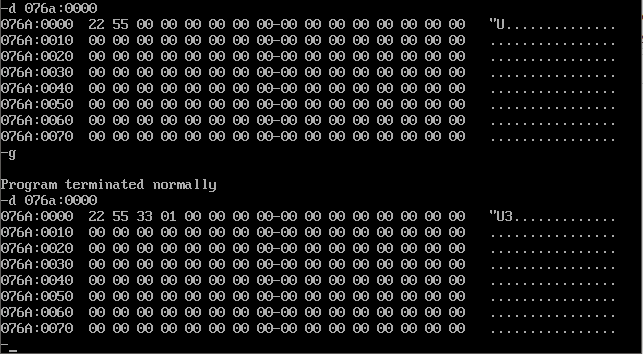 -d 076a:0000
076A:0000  22 55 00 00 00 00 00 00-00 00 00 00 00 00 00 00   "U..............
076A:0010  00 00 00 00 00 00 00 00-00 00 00 00 00 00 00 00   ................
076A:0020  00 00 00 00 00 00 00 00-00 00 00 00 00 00 00 00   ................
076A:0030  00 00 00 00 00 00 00 00-00 00 00 00 00 00 00 00   ................
076A:0040  00 00 00 00 00 00 00 00-00 00 00 00 00 00 00 00   ................
076A:0050  00 00 00 00 00 00 00 00-00 00 00 00 00 00 00 00   ................
076A:0060  00 00 00 00 00 00 00 00-00 00 00 00 00 00 00 00   ................
076A:0070  00 00 00 00 00 00 00 00-00 00 00 00 00 00 00 00   ................
-g
Program terminated normally
-d 076a:0000
076A:0000  22 55 33 01 00 00 00 00-00 00 00 00 00 00 00 00   "U3.............
076A:0010  00 00 00 00 00 00 00 00-00 00 00 00 00 00 00 00   ................
076A:0020  00 00 00 00 00 00 00 00-00 00 00 00 00 00 00 00   ................
076A:0030  00 00 00 00 00 00 00 00-00 00 00 00 00 00 00 00   ................
076A:0040  00 00 00 00 00 00 00 00-00 00 00 00 00 00 00 00   ................
076A:0050  00 00 00 00 00 00 00 00-00 00 00 00 00 00 00 00   ................
076A:0060  00 00 00 00 00 00 00 00-00 00 00 00 00 00 00 00   ................
076A:0070  00 00 00 00 00 00 00 00-00 00 00 00 00 00 00 00   ................
-_